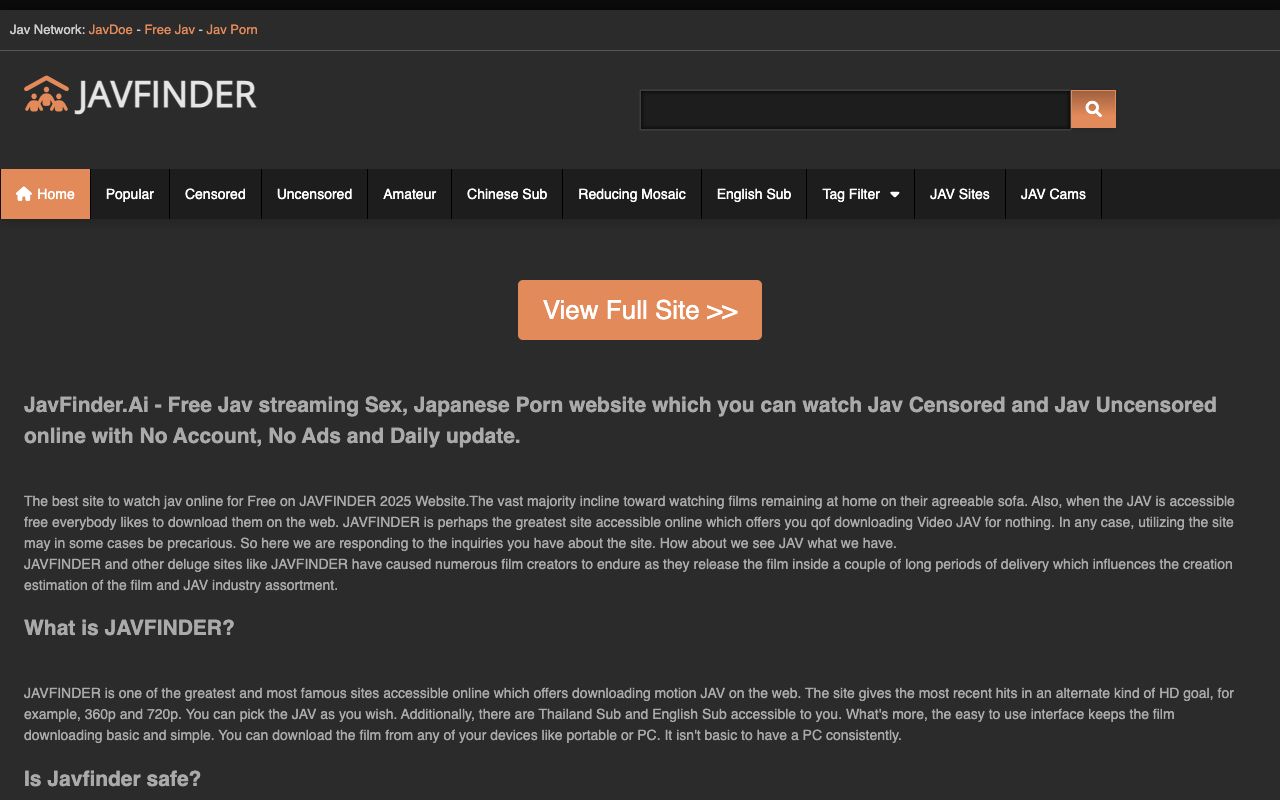 Jav Network: JavDoe - Free Jav - Jav Porn
JAVFINDER
Home
Popular
Censored
Uncensored
Amateur
Chinese Sub
Reducing Mosaic
English Sub
Tag Filter
JAV Sites
JAV Cams
View Full Site >>
JavFinder.Ai - Free Jav streaming Sex, Japanese Porn website which you can watch Jav Censored and Jav Uncensored
online with No Account, No Ads and Daily update.
The best site to watch jav online for Free on JAVFINDER 2025 Website.The vast majority incline toward watching films remaining at home on their agreeable sofa. Also, when the JAV is accessible
free everybody likes to download them on the web. JAVFINDER is perhaps the greatest site accessible online which offers you qof downloading Video JAV for nothing. In any case, utilizing the site
may in some cases be precarious. So here we are responding to the inquiries you have about the site. How about we see JAV what we have.
JAVFINDER and other deluge sites like JAVFINDER have caused numerous film creators to endure as they release the film inside a couple of long periods of delivery which influences the creation
estimation of the film and JAV industry assortment.
What is JAVFINDER?
JAVFINDER is one of the greatest and most famous sites accessible online which offers downloading motion JAV on the web. The site gives the most recent hits in an alternate kind of HD goal, for
example, 360p and 720p. You can pick the JAV as you wish. Additionally, there are Thailand Sub and English Sub accessible to you. What's more, the easy to use interface keeps the film
downloading basic and simple. You can download the film from any of your devices like portable or PC. It isn't basic to have a PC consistently.
Is Javfinder safe?